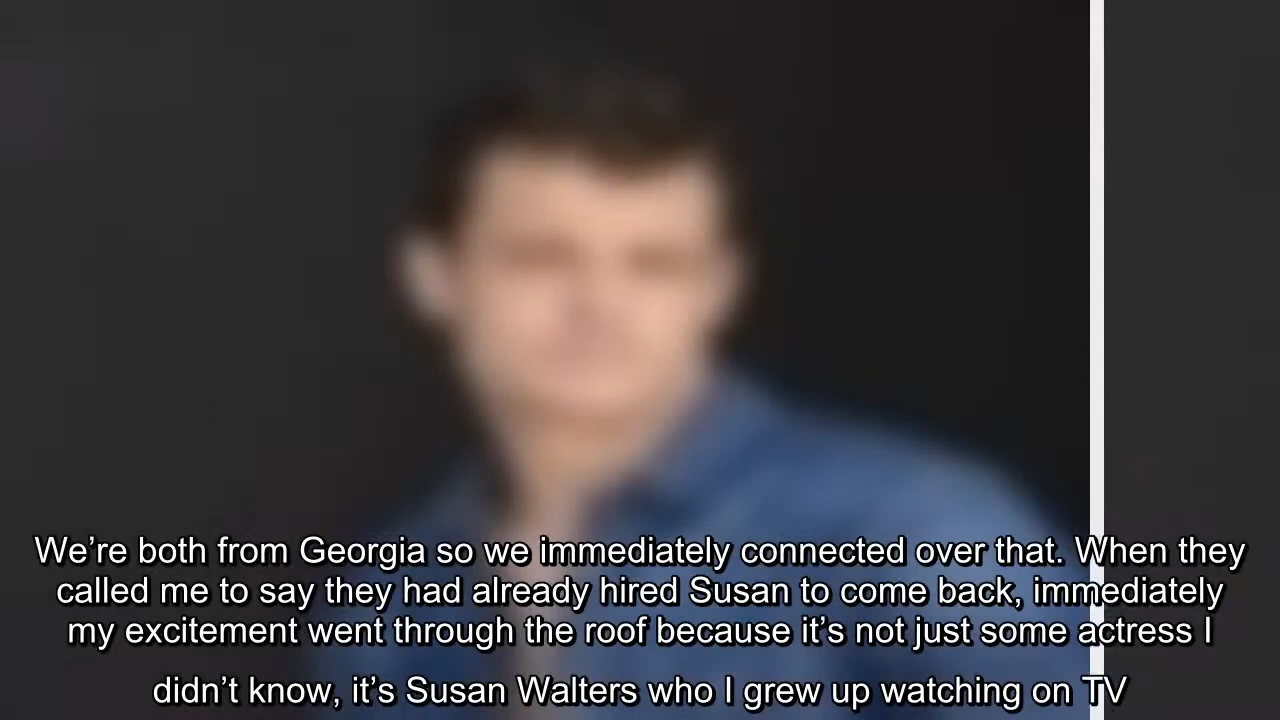 We’re both from Georgia so we immediately connected over that. When they
called me to say they had already hired Susan to come back, immediately
my excitement went through the roof because it’s not just some actress I
didn’t know, it’s Susan Walters who I grew up watching on TV